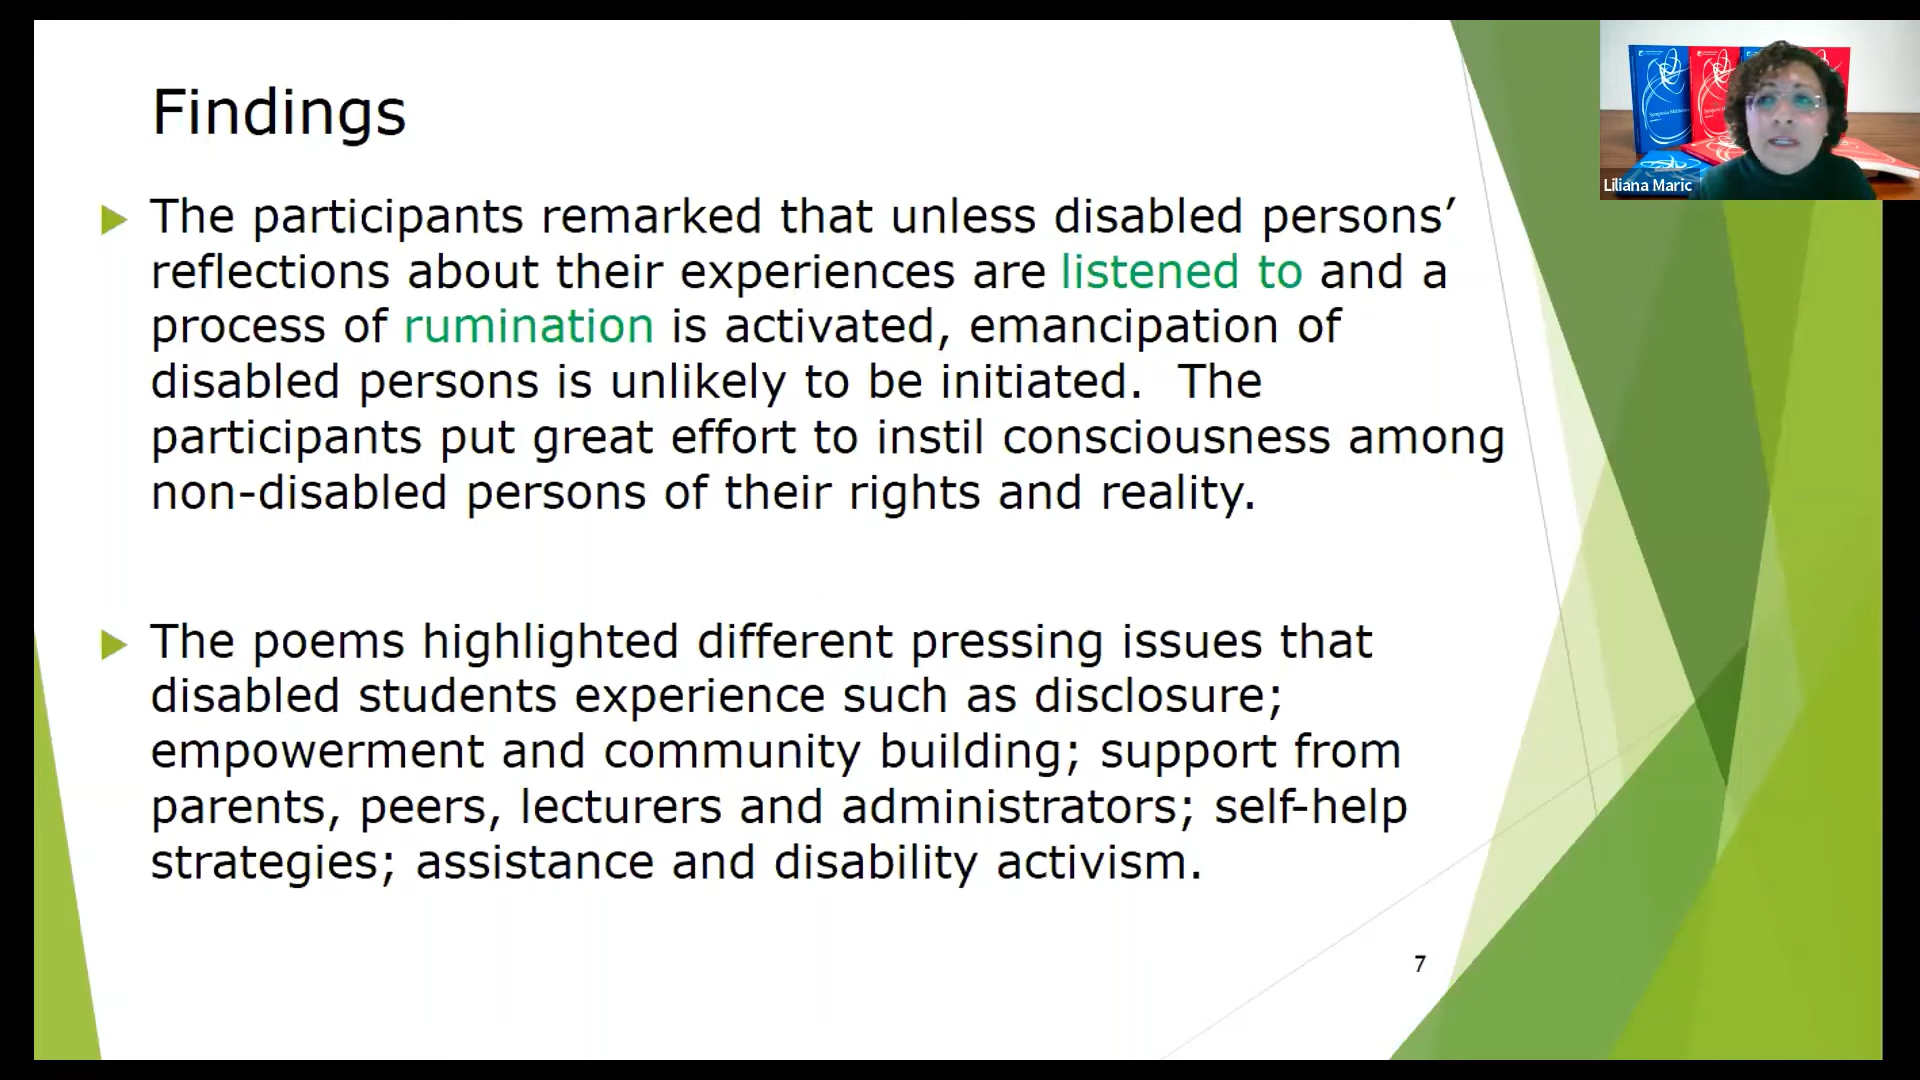 Findings
The participants remarked that unless disabled persons’
reflections about their experiences are listened to and a
process of rumination is activated, emancipation of
disabled persons is unlikely to be initiated.  The
participants put great effort to instil consciousness among
non-disabled persons of their rights and reality.
The poems highlighted different pressing issues that
disabled students experience such as disclosure;
empowerment and community building; support from
parents, peers, lecturers and administrators; self-help
strategies; assistance and disability activism.
7
Liliana Maric